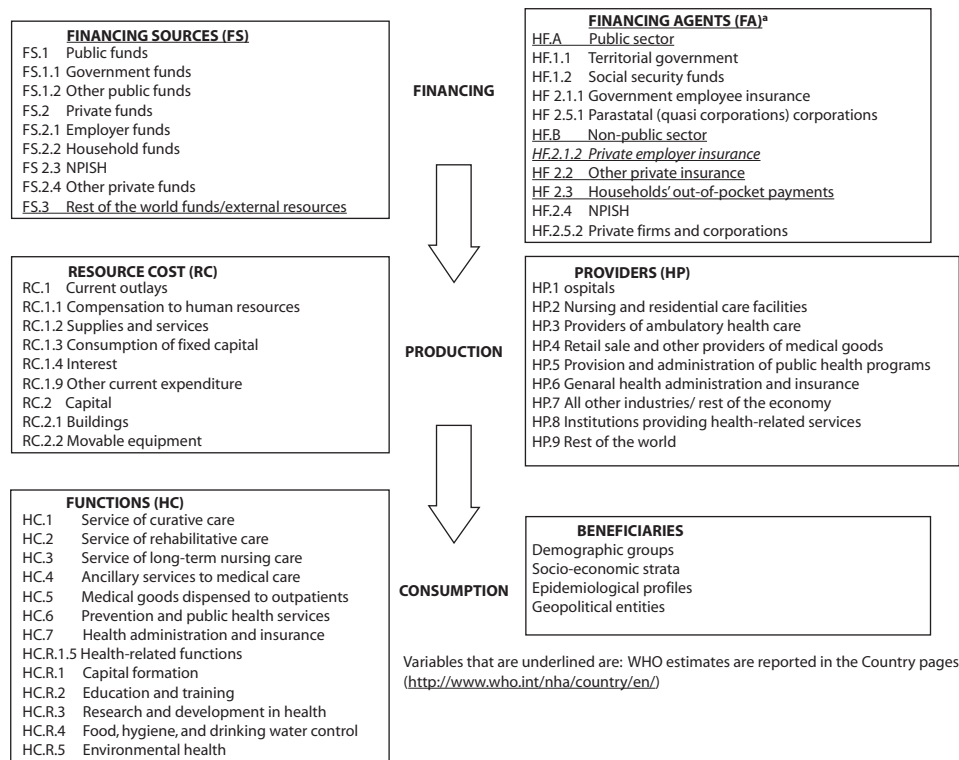 FINANCING SOURCES (FS)
FS.1 Public funds
FS.1.1 Government funds
FS.1.2 Other public funds
FS.2 Private funds
FS.2.1 Employer funds
FS.2.2 Household funds
FS 2.3 NPISH
FS.2.4 Other private funds
FS.3 Rest of the world funds/external resources
FINANCING
FINANCING AGENTS (FA)ª
HF.A Public sector
HF.1.1 Territorial government
HF.1.2 Social security funds
HF 2.1.1 Government employee insurance
HF 2.5.1 Parastatal (quasi corporations) corporations
HF.B Non-public sector
HF.2.1.2 Private employer insurance
HF 2.2 Other private insurance
HF 2.3 Households' out-of-pocket payments
HF.2.4 NPISH
HF.2.5.2 Private firms and corporations
RESOURCE COST (RC)
RC.1 Current outlays
RC.1.1 Compensation to human resources
RC.1.2 Supplies and services
RC.1.3 Consumption of fixed capital
RC.1.4 Interest
RC.1.9 Other current expenditure
RC.2 Capital
RC.2.1 Buildings
RC.2.2 Movable equipment
PRODUCTION
PROVIDERS (HP)
HP.1 ospitals
HP.2 Nursing and residential care facilities
HP.3 Providers of ambulatory health care
HP.4 Retail sale and other providers of medical goods
HP.5 Provision and administration of public health programs
HP.6 Genaral health administration and insurance
HP.7 All other industries/ rest of the economy
HP.8 Institutions providing health-related services
HP.9 Rest of the world
FUNCTIONS (HC)
HC.1 Service of curative care
HC.2 Service of rehabilitative care
HC.3 Service of long-term nursing care
HC.4 Ancillary services to medical care
HC.5 Medical goods dispensed to outpatients
HC.6 Prevention and public health services
HC.7 Health administration and insurance
HC.R.1.5 Health-related functions
HC.R.1 Capital formation
HC.R.2 Education and training
HC.R.3 Research and development in health
HC.R.4 Food, hygiene, and drinking water control
HC.R.5 Environmental health
CONSUMPTION
BENEFICIARIES
Demographic groups
Socio-economic strata
Epidemiological profiles
Geopolitical entities
Variables that are underlined are: WHO estimates are reported in the Country pages
(http://www.who.int/nha/country/en/)